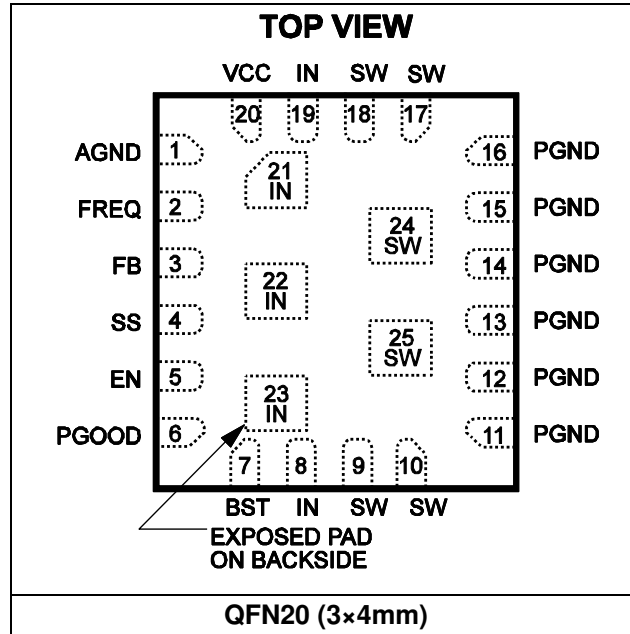 TOP VIEW
VCC IN SW SW
20 19 18 17
AGND 1 16 PGND
21
IN
FREQ 2 15 PGND
24
SW
FB 3 14 PGND
22
IN
SS 4 13 PGND
25
SW
EN 5 12 PGND
23
IN
PGOOD 6 11 PGND
7 8 9 10
BST IN SW SW
EXPOSED PAD
ON BACKSIDE
QFN20 (3×4mm)